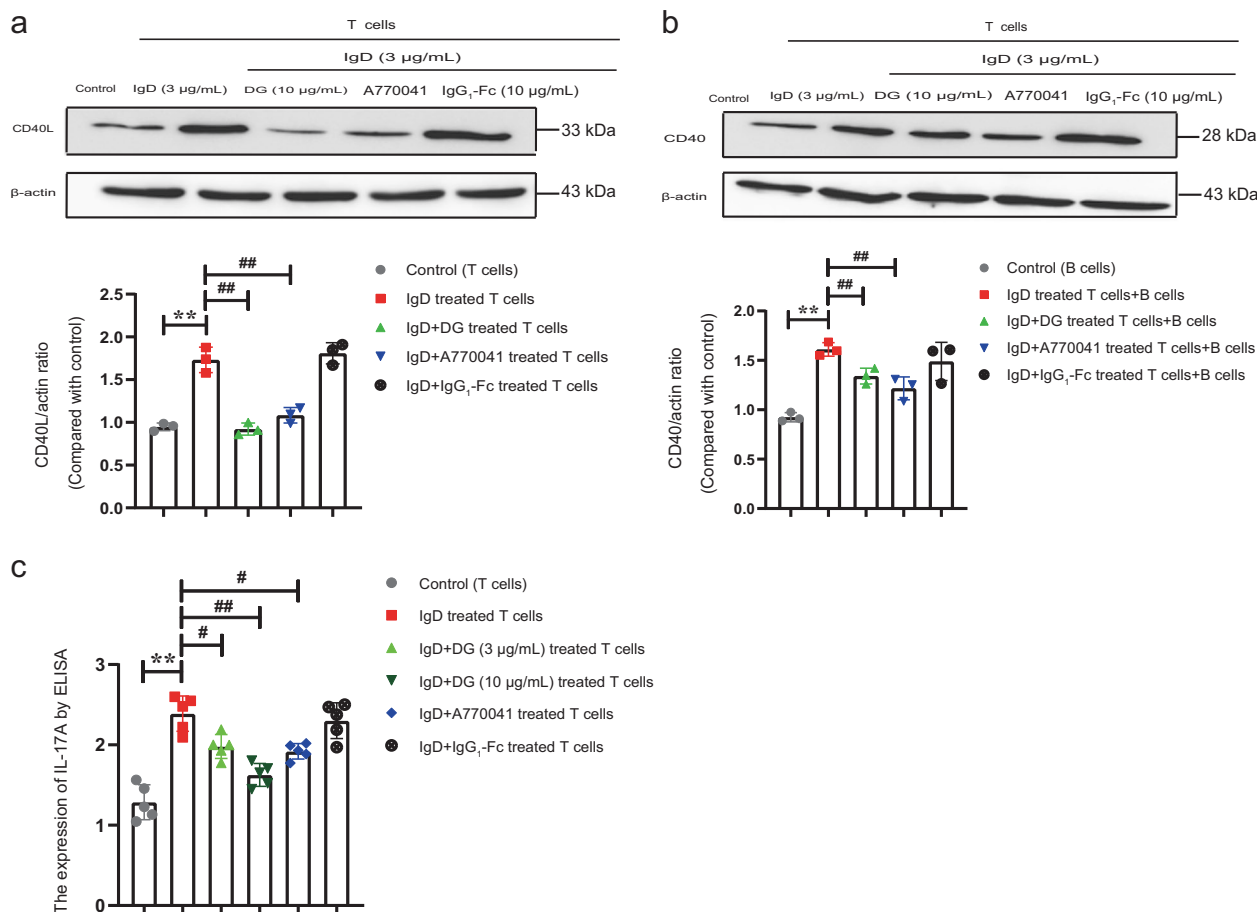 a
T cells
IgD (3 μg/mL)
Control IgD (3 μg/mL) DG (10 μg/mL) A770041 IgG₁-Fc (10 μg/mL)
CD40L 33 kDa
β-actin 43 kDa
##
##
**
2.5
2.0
1.5
1.0
0.5
0.0
CD40L/actin ratio
(Compared with control)
Control (T cells)
IgD treated T cells
IgD+DG treated T cells
IgD+A770041 treated T cells
IgD+IgG₁-Fc treated T cells
b
T cells
IgD (3 μg/mL)
Control IgD (3 μg/mL) DG (10 μg/mL) A770041 IgG₁-Fc (10 μg/mL)
CD40 28 kDa
β-actin 43 kDa
##
##
**
2.0
1.5
1.0
0.5
0.0
CD40/actin ratio
(Compared with control)
Control (B cells)
IgD treated T cells+B cells
IgD+DG treated T cells+B cells
IgD+A770041 treated T cells+B cells
IgD+IgG₁-Fc treated T cells+B cells
c
#
##
#
**
3
2
1
0
The expression of IL-17A by ELISA
Control (T cells)
IgD treated T cells
IgD+DG (3 μg/mL) treated T cells
IgD+DG (10 μg/mL) treated T cells
IgD+A770041 treated T cells
IgD+IgG₁-Fc treated T cells